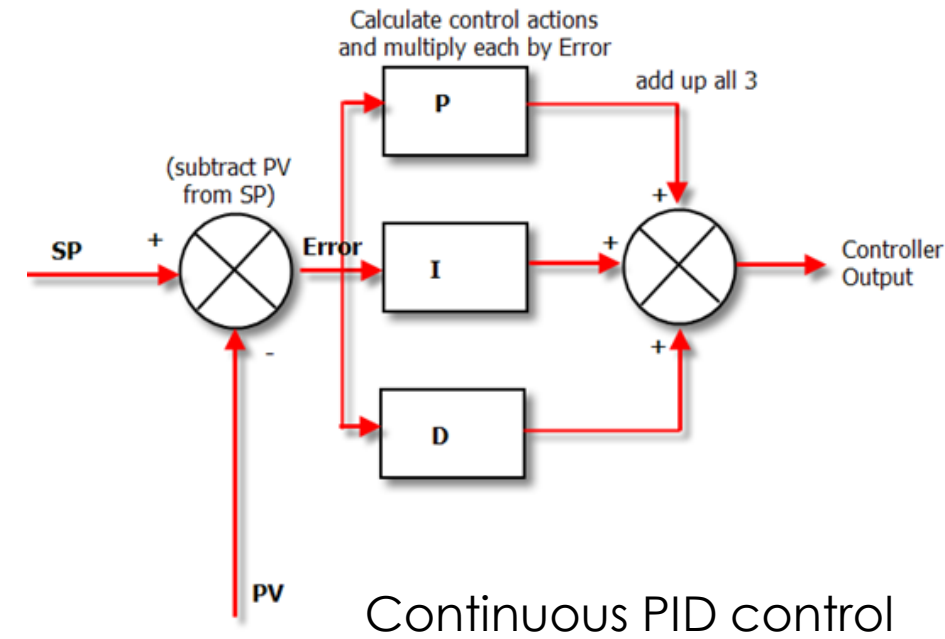 Calculate control actions
and multiply each by Error
P
add up all 3
(subtract PV
from SP)
+
SP
+
Error
+
I
Controller
Output
-
+
D
PV
Continuous PID control